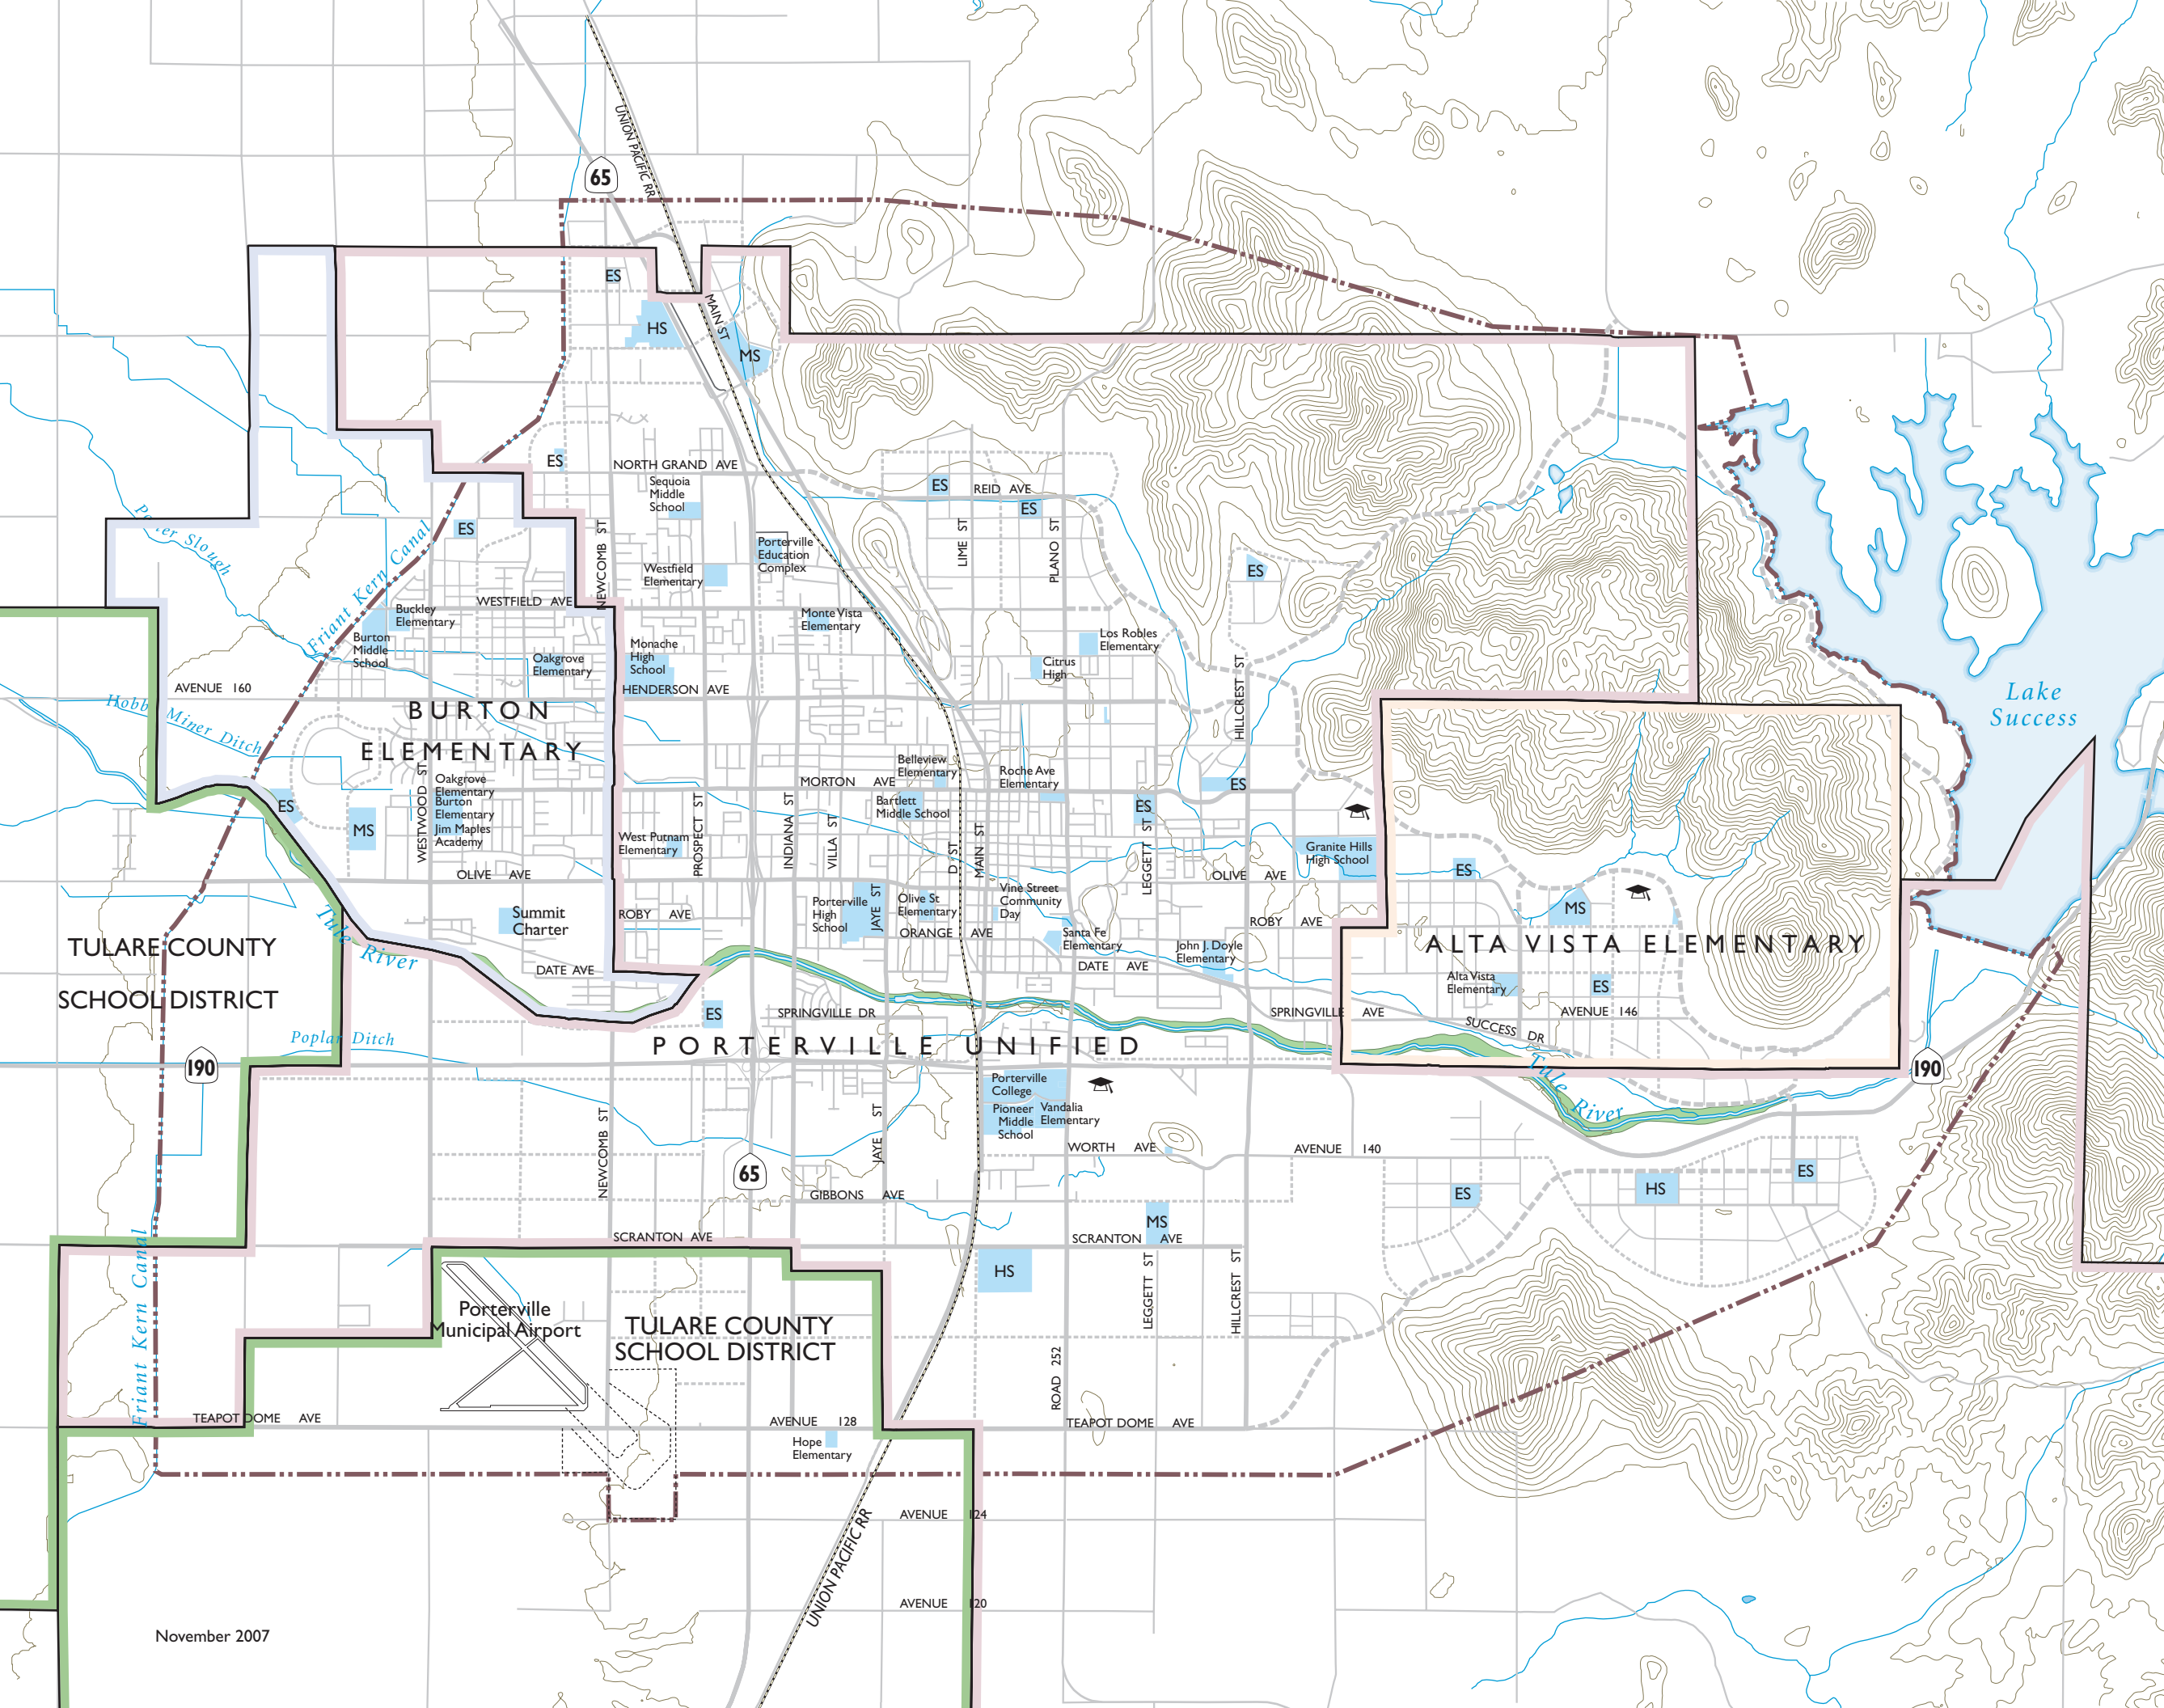 UNION PACIFIC RR
65
ES
HS
MAIN ST
MS
ES
NORTH GRAND AVE
Sequoia
Middle
School
ES
REID AVE
ES
ES
NEWCOMB ST
LIME ST
PLANO ST
Porter Slough
Friant Kern Canal
Porterville
Education
Complex
Westfield
Elementary
ES
WESTFIELD AVE
Buckley
Elementary
Burton
Middle
School
Monte Vista
Elementary
Oakgrove
Elementary
Monache
High
School
Los Robles
Elementary
Citrus
High
HILLCREST ST
AVENUE 160
HENDERSON AVE
Hobbs Miner Ditch
BURTON
ELEMENTARY
Lake
Success
WESTWOOD ST
Oakgrove
Elementary
Burton
Elementary
Jim Maples
Academy
ES
MS
MORTON AVE
Belleview
Elementary
Roche Ave
Elementary
Bartlett
Middle School
ES
ES
West Putnam
Elementary
PROSPECT ST
INDIANA ST
VILLA ST
D ST
MAIN ST
LEGGETT ST
Granite Hills
High School
ES
OLIVE AVE
OLIVE AVE
Summit
Charter
ROBY AVE
Porterville
High
School
JAYE ST
Olive St
Elementary
Vine Street
Community
Day
ORANGE AVE
Santa Fe
Elementary
ROBY AVE
MS
ALTA VISTA ELEMENTARY
John J. Doyle
Elementary
TULARE COUNTY
SCHOOL DISTRICT
Tule River
DATE AVE
DATE AVE
Alta Vista
Elementary
ES
ES
SPRINGVILLE DR
SPRINGVILLE AVE
AVENUE 146
SUCCESS DR
Poplar Ditch
PORTERVILLE UNIFIED
190
190
Tule River
Porterville
College
Pioneer
Middle
School
Vandalia
Elementary
NEWCOMB ST
JAYE ST
WORTH AVE
AVENUE 140
65
GIBBONS AVE
ES
HS
ES
MS
SCRANTON AVE
SCRANTON AVE
HS
LEGGETT ST
HILLCREST ST
Friant Kern Canal
Porterville
Municipal Airport
TULARE COUNTY
SCHOOL DISTRICT
ROAD 252
TEAPOT DOME AVE
AVENUE 128
TEAPOT DOME AVE
Hope
Elementary
AVENUE 124
UNION PACIFIC RR
AVENUE 120
November 2007